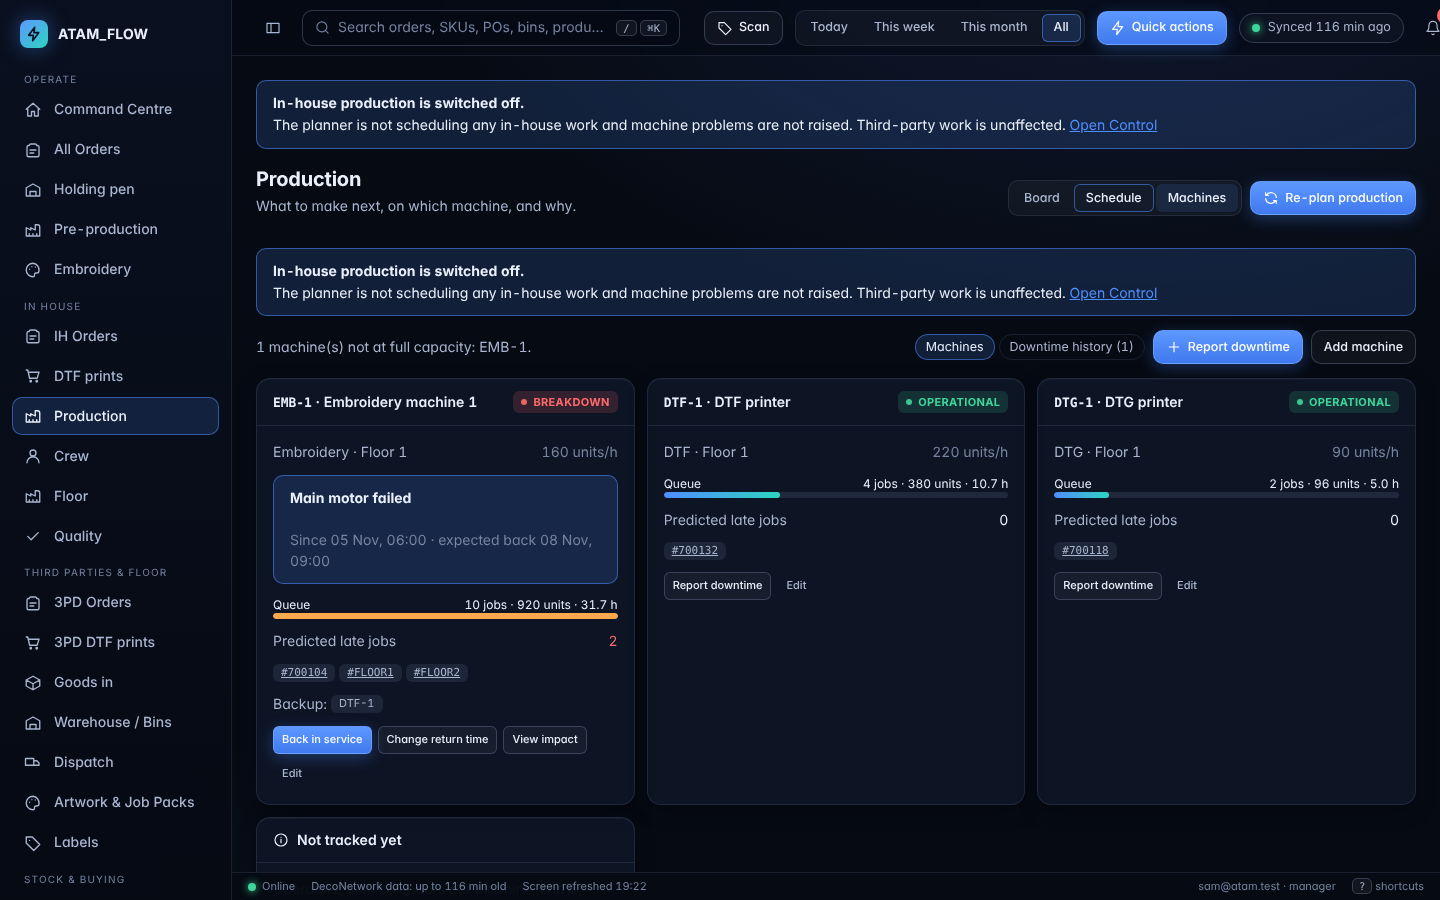 ATAM_FLOW
Search orders, SKUs, POs, bins, produ... / ⌘K
Scan
Today This week This month All
Quick actions
Synced 116 min ago
OPERATE
Command Centre
All Orders
Holding pen
Pre-production
Embroidery
IN HOUSE
IH Orders
DTF prints
Production
Crew
Floor
Quality
THIRD PARTIES & FLOOR
3PD Orders
3PD DTF prints
Goods in
Warehouse / Bins
Dispatch
Artwork & Job Packs
Labels
STOCK & BUYING
In-house production is switched off.
The planner is not scheduling any in-house work and machine problems are not raised. Third-party work is unaffected. Open Control
Production
What to make next, on which machine, and why.
Board Schedule Machines
Re-plan production
In-house production is switched off.
The planner is not scheduling any in-house work and machine problems are not raised. Third-party work is unaffected. Open Control
1 machine(s) not at full capacity: EMB-1.
Machines Downtime history (1) Report downtime Add machine
EMB-1 · Embroidery machine 1 BREAKDOWN
Embroidery · Floor 1 160 units/h
Main motor failed
Since 05 Nov, 06:00 · expected back 08 Nov,
09:00
Queue 10 jobs · 920 units · 31.7 h
Predicted late jobs 2
#700104 #FLOOR1 #FLOOR2
Backup: DTF-1
Back in service Change return time View impact
Edit
DTF-1 · DTF printer OPERATIONAL
DTF · Floor 1 220 units/h
Queue 4 jobs · 380 units · 10.7 h
Predicted late jobs 0
#700132
Report downtime Edit
DTG-1 · DTG printer OPERATIONAL
DTG · Floor 1 90 units/h
Queue 2 jobs · 96 units · 5.0 h
Predicted late jobs 0
#700118
Report downtime Edit
Not tracked yet
Online DecoNetwork data: up to 116 min old Screen refreshed 19:22
sam@atam.test · manager ? shortcuts